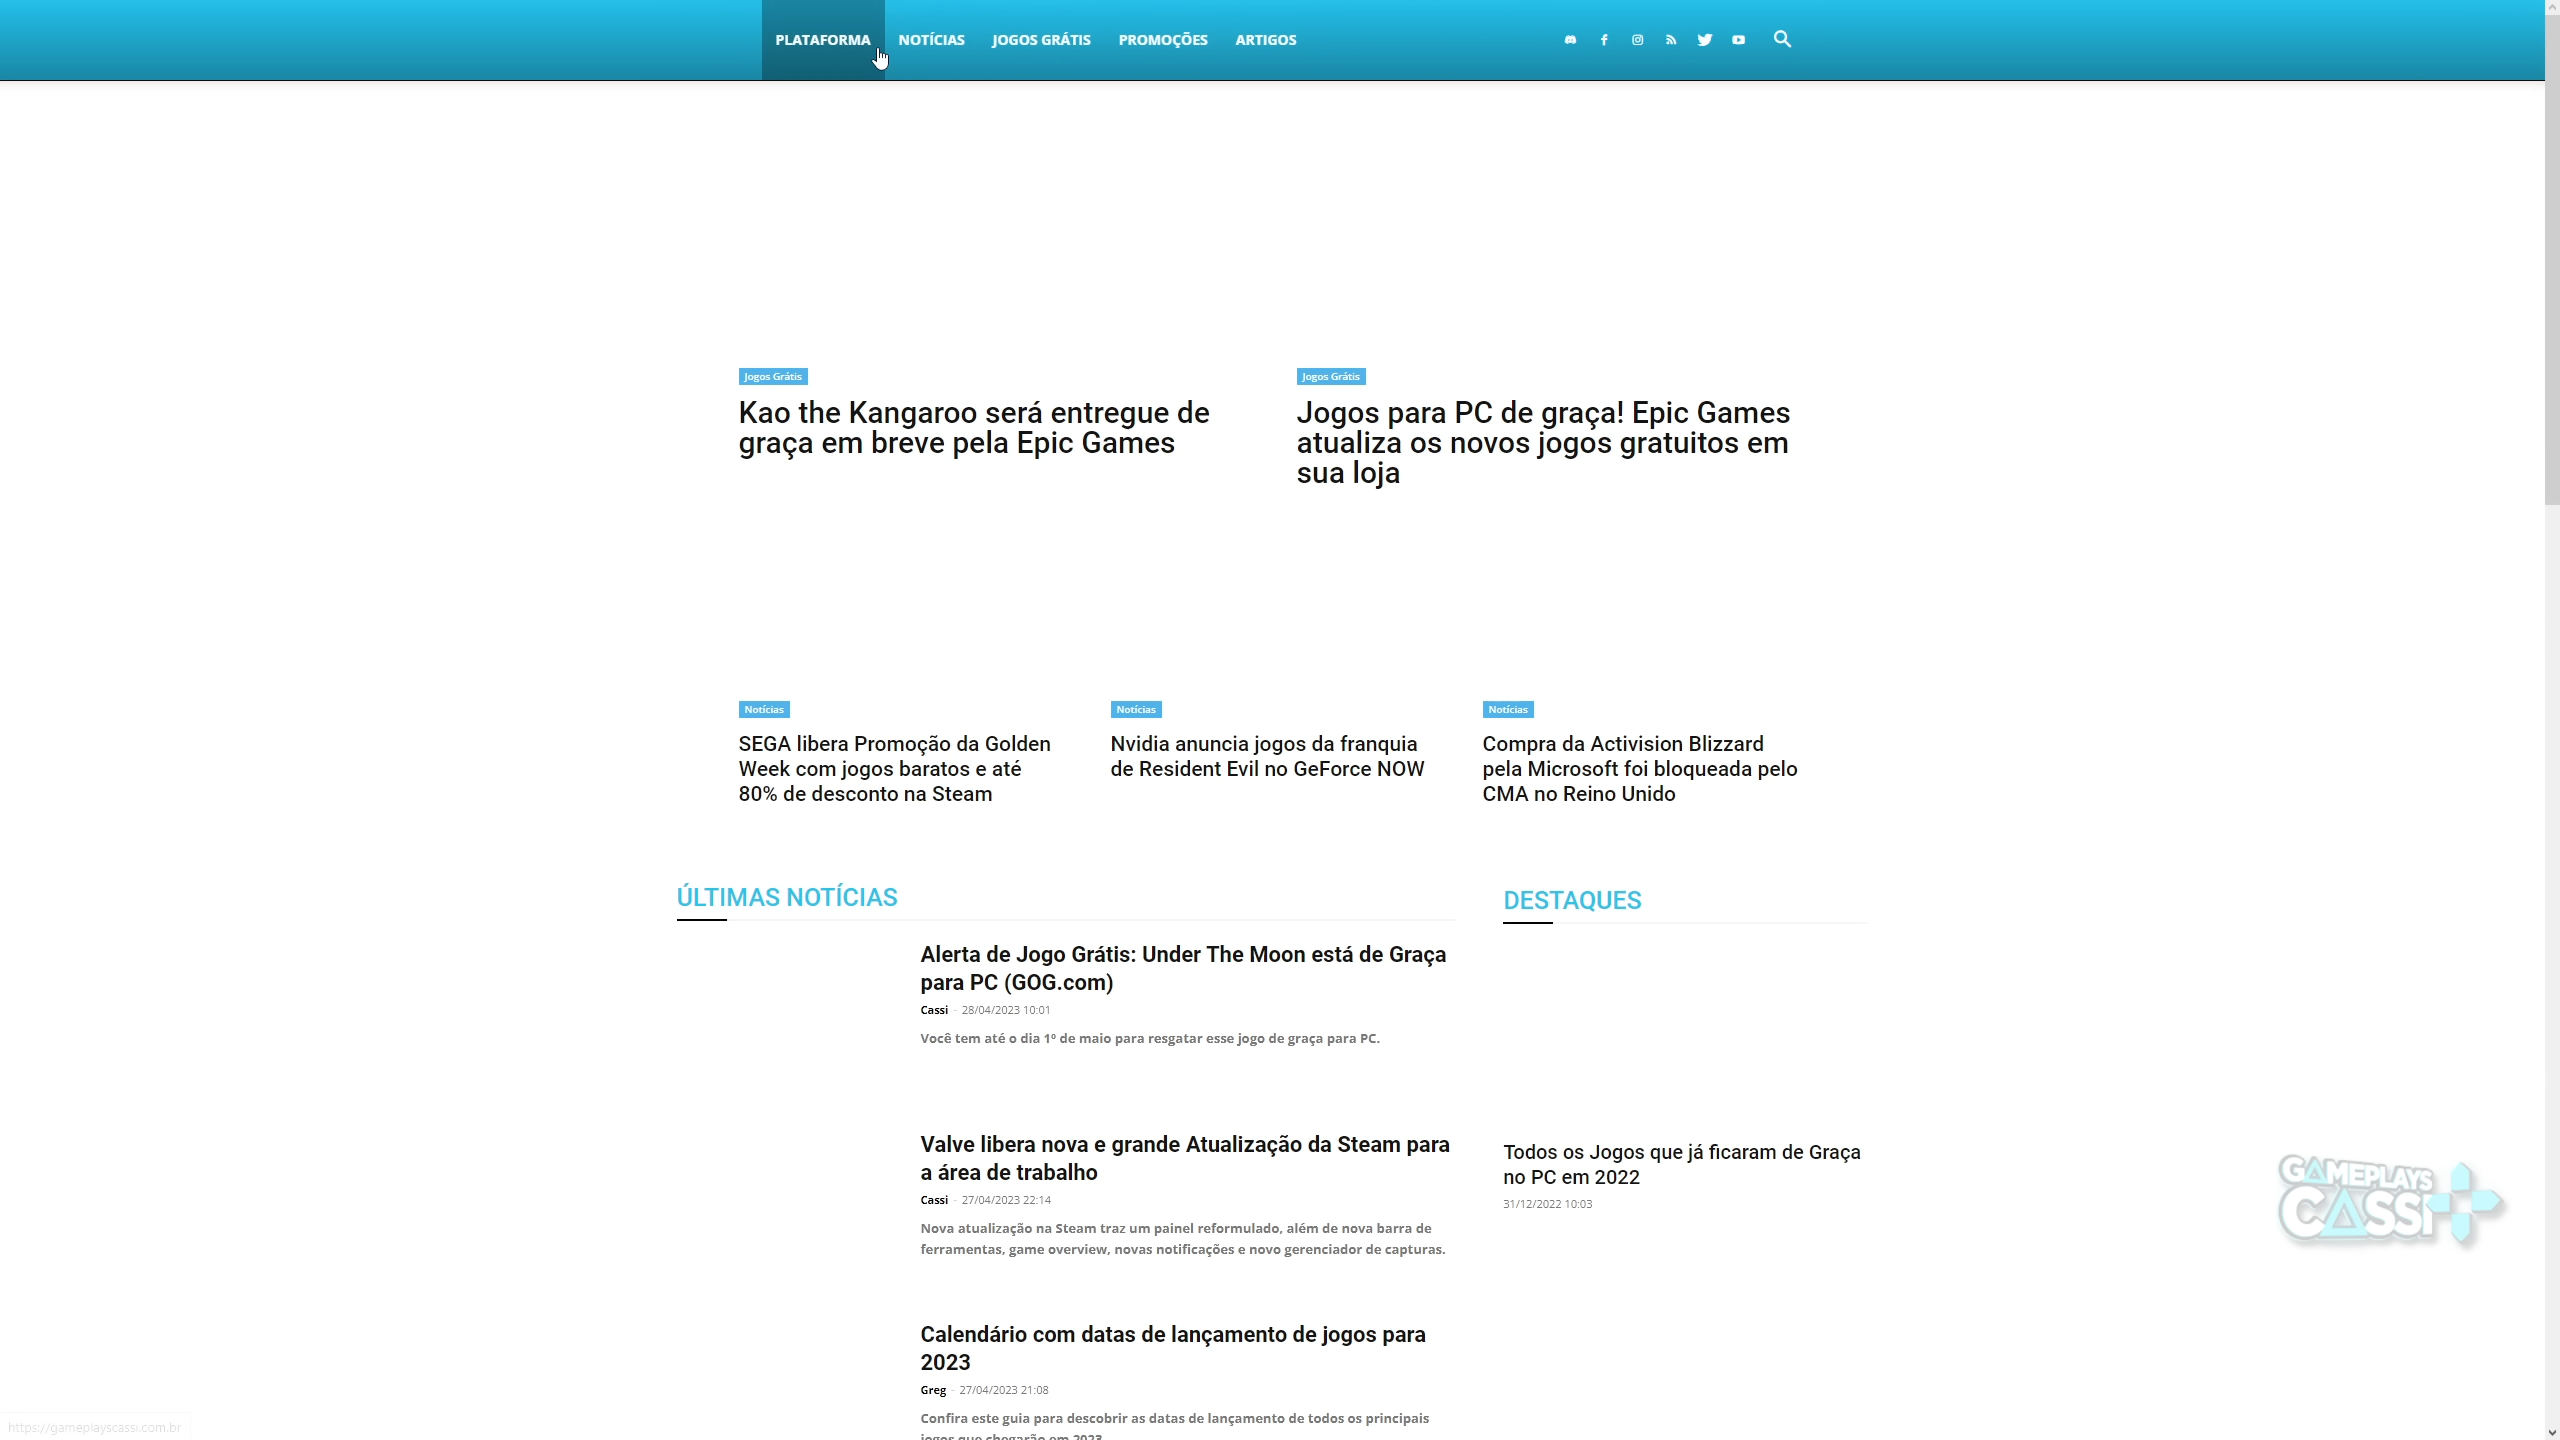 PLATAFORMA NOTÍCIAS JOGOS GRÁTIS PROMOÇÕES ARTIGOS
Jogos Grátis
Kao the Kangaroo será entregue de
graça em breve pela Epic Games
Jogos Grátis
Jogos para PC de graça! Epic Games
atualiza os novos jogos gratuitos em
sua loja
Notícias
SEGA libera Promoção da Golden
Week com jogos baratos e até
80% de desconto na Steam
Notícias
Nvidia anuncia jogos da franquia
de Resident Evil no GeForce NOW
Notícias
Compra da Activision Blizzard
pela Microsoft foi bloqueada pelo
CMA no Reino Unido
ÚLTIMAS NOTÍCIAS
Alerta de Jogo Grátis: Under The Moon está de Graça
para PC (GOG.com)
Cassi - 28/04/2023 10:01
Você tem até o dia 1º de maio para resgatar esse jogo de graça para PC.
Valve libera nova e grande Atualização da Steam para
a área de trabalho
Cassi - 27/04/2023 22:14
Nova atualização na Steam traz um painel reformulado, além de nova barra de
ferramentas, game overview, novas notificações e novo gerenciador de capturas.
Calendário com datas de lançamento de jogos para
2023
Greg - 27/04/2023 21:08
Confira este guia para descobrir as datas de lançamento de todos os principais
jogos que chegarão em 2023
DESTAQUES
Todos os Jogos que já ficaram de Graça
no PC em 2022
31/12/2022 10:03
GAMEPLAYS
CASSI
https://gameplayscassi.com.br